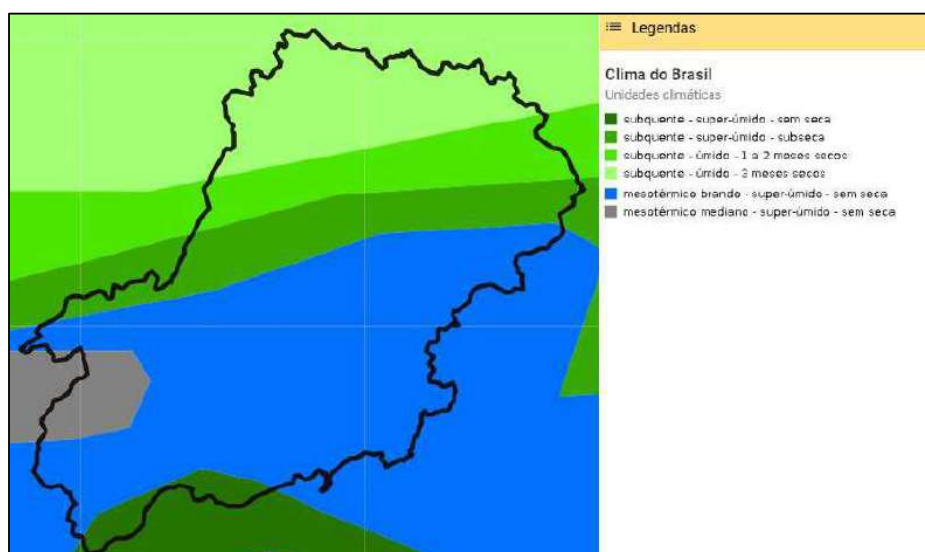 Legendas
Clima do Brasil
Unidades climáticas
subquente - super-úmido - sem seca
subquente - super-úmido - subseca
subquente - úmido - 1 a 2 meses secos
subquente - úmido - 3 meses secos
mesotérmico brando - super-úmido - sem seca
mesotérmico mediano - super-úmido - sem seca